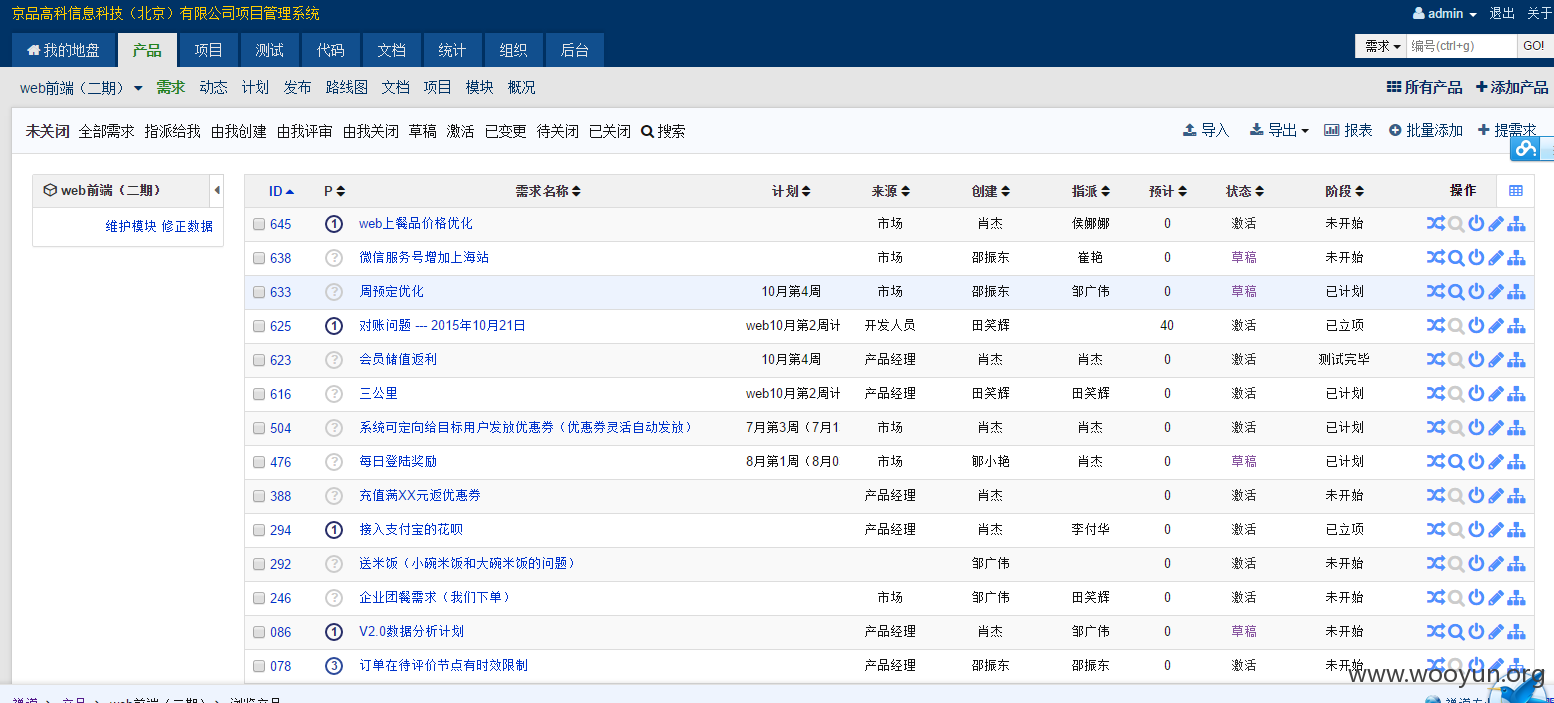 京品高科信息科技（北京）有限公司项目管理系统 admin 退出 关于
我的地盘 产品 项目 测试 代码 文档 统计 组织 后台 需求 编号(ctrl+g) GO!
web前端（二期） 需求 动态 计划 发布 路线图 文档 项目 模块 概况 所有产品 添加产品
未关闭 全部需求 指派给我 由我创建 由我评审 由我关闭 草稿 激活 已变更 待关闭 已关闭 搜索 导入 导出 报表 批量添加 提需求
web前端（二期）
维护模块 修正数据
ID P 需求名称 计划 来源 创建 指派 预计 状态 阶段 操作
645 1 web上餐品价格优化 市场 肖杰 侯娜娜 0 激活 未开始
638 ? 微信服务号增加上海站 市场 邵振东 崔艳 0 草稿 未开始
633 ? 周预定优化 10月第4周 市场 邵振东 邹广伟 0 草稿 已计划
625 1 对账问题 --- 2015年10月21日 web10月第2周计 开发人员 田笑辉 40 激活 已立项
623 ? 会员储值返利 10月第4周 产品经理 肖杰 肖杰 0 激活 测试完毕
616 ? 三公里 web10月第2周计 产品经理 田笑辉 田笑辉 0 激活 已计划
504 ? 系统可定向给目标用户发放优惠券（优惠券灵活自动发放） 7月第3周（7月1 市场 肖杰 肖杰 0 激活 已计划
476 ? 每日登陆奖励 8月第1周（8月0 市场 郇小艳 肖杰 0 草稿 已计划
388 ? 充值满XX元返优惠券 产品经理 肖杰 0 激活 未开始
294 1 接入支付宝的花呗 产品经理 肖杰 李付华 0 激活 已立项
292 ? 送米饭（小碗米饭和大碗米饭的问题） 邹广伟 0 激活 未开始
246 ? 企业团餐需求（我们下单） 市场 邹广伟 田笑辉 0 激活 未开始
086 1 V2.0数据分析计划 产品经理 肖杰 邹广伟 0 草稿 未开始
078 3 订单在待评价节点有时效限制 产品经理 邵振东 邵振东 0 激活 未开始
www.wooyun.org